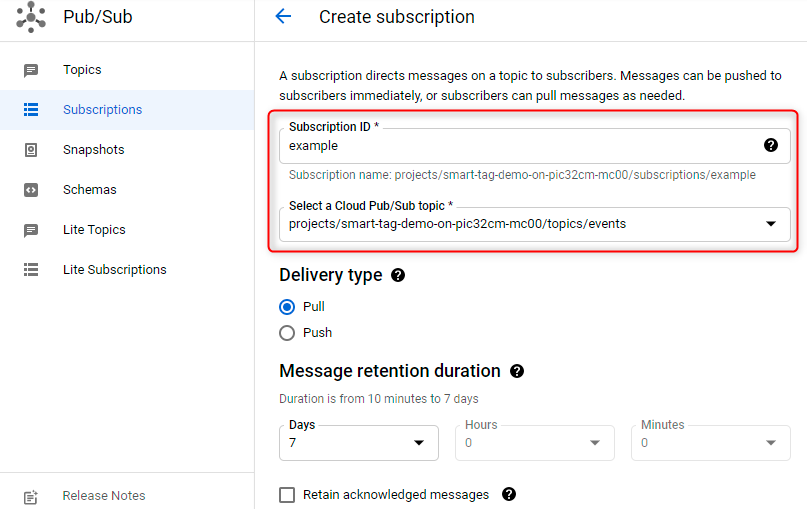 Pub/Sub
Create subscription
Topics
Subscriptions
Snapshots
Schemas
Lite Topics
Lite Subscriptions
Release Notes
A subscription directs messages on a topic to subscribers. Messages can be pushed to
subscribers immediately, or subscribers can pull messages as needed.
Subscription ID *
example
Subscription name: projects/smart-tag-demo-on-pic32cm-mc00/subscriptions/example
Select a Cloud Pub/Sub topic *
projects/smart-tag-demo-on-pic32cm-mc00/topics/events
Delivery type
Pull
Push
Message retention duration
Duration is from 10 minutes to 7 days
Days
7
Hours
0
Minutes
0
Retain acknowledged messages